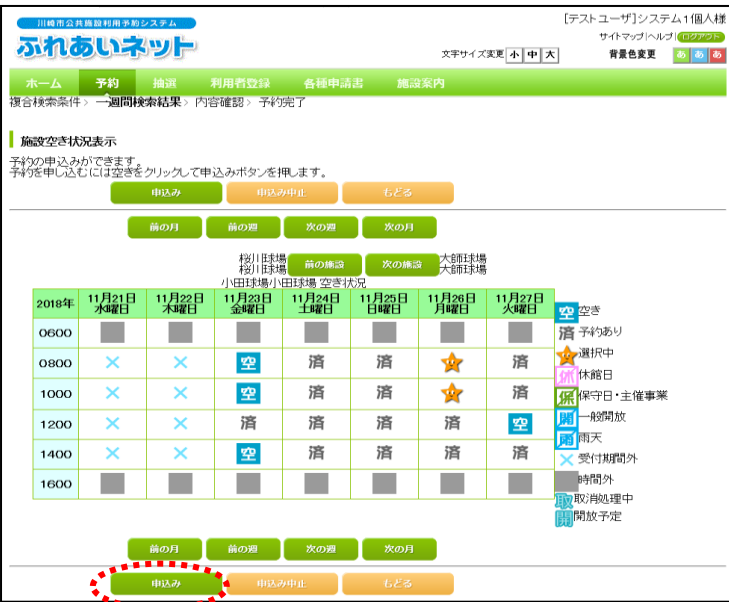 [テストユーザ]システム1個人様
川崎市公共施設利用予約システム
ふれあいネット
サイトマップ|ヘルプ|ログアウト
文字サイズ変更 小 中 大 背景色変更 あ あ あ
ホーム 予約 抽選 利用者登録 各種申請書 施設案内
複合検索条件> 一週間検索結果> 内容確認> 予約完了
施設空き状況表示
予約の申込みができます。
予約を申し込むには空きをクリックして申込みボタンを押します。
申込み 申込み中止 もどる
前の月 前の週 次の週 次の月
桜川球場 前の施設 次の施設 大師球場
桜川球場 大師球場
小田球場小田球場 空き状況
2018年 11月21日 水曜日 11月22日 木曜日 11月23日 金曜日 11月24日 土曜日 11月25日 日曜日 11月26日 月曜日 11月27日 火曜日
0600
0800 × × 空 済 済 済
1000 × × 空 済 済 済
1200 × × 済 済 済 済 空
1400 × × 空 済 済 済 済
1600
空 空き
済 予約あり
選択中
休 休館日
保 保守日・主催事業
開 一般開放
雨 雨天
× 受付期間外
時間外
取 取消処理中
開 開放予定
前の月 前の週 次の週 次の月
申込み 申込み中止 もどる